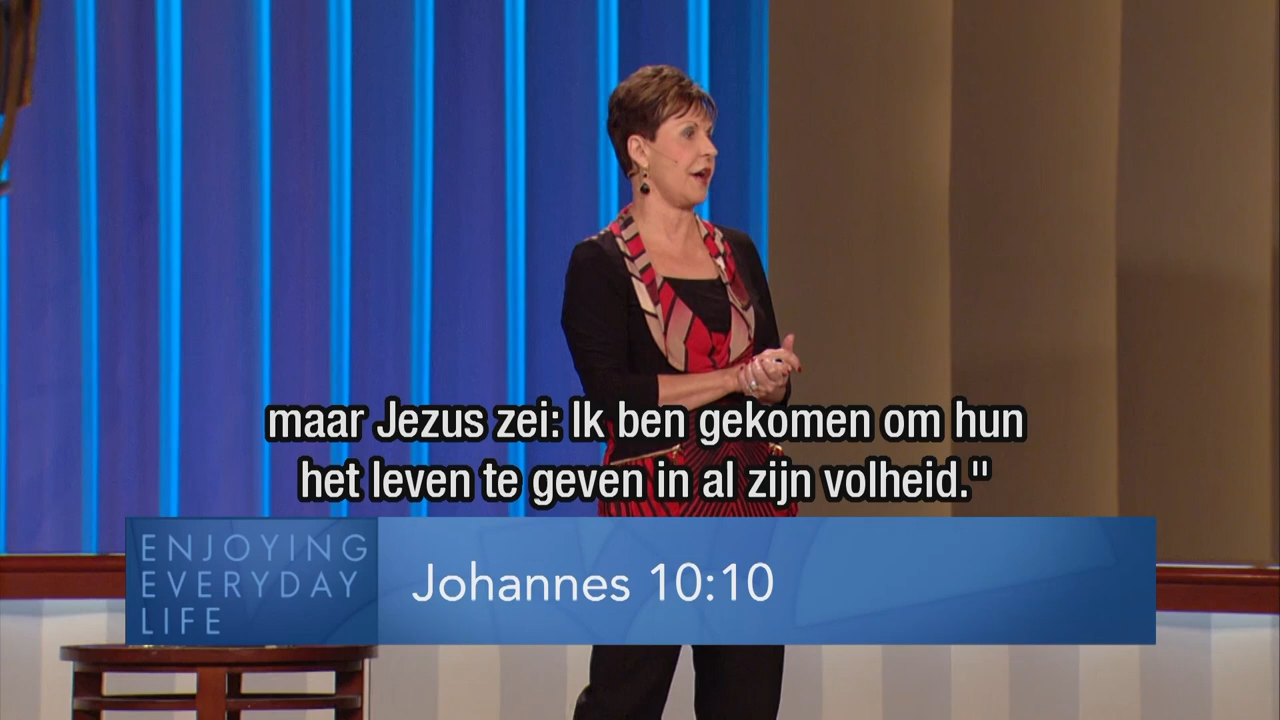 maar Jezus zei: Ik ben gekomen om hun
het leven te geven in al zijn volheid."
ENJOYING
EVERYDAY
LIFE
Johannes 10:10